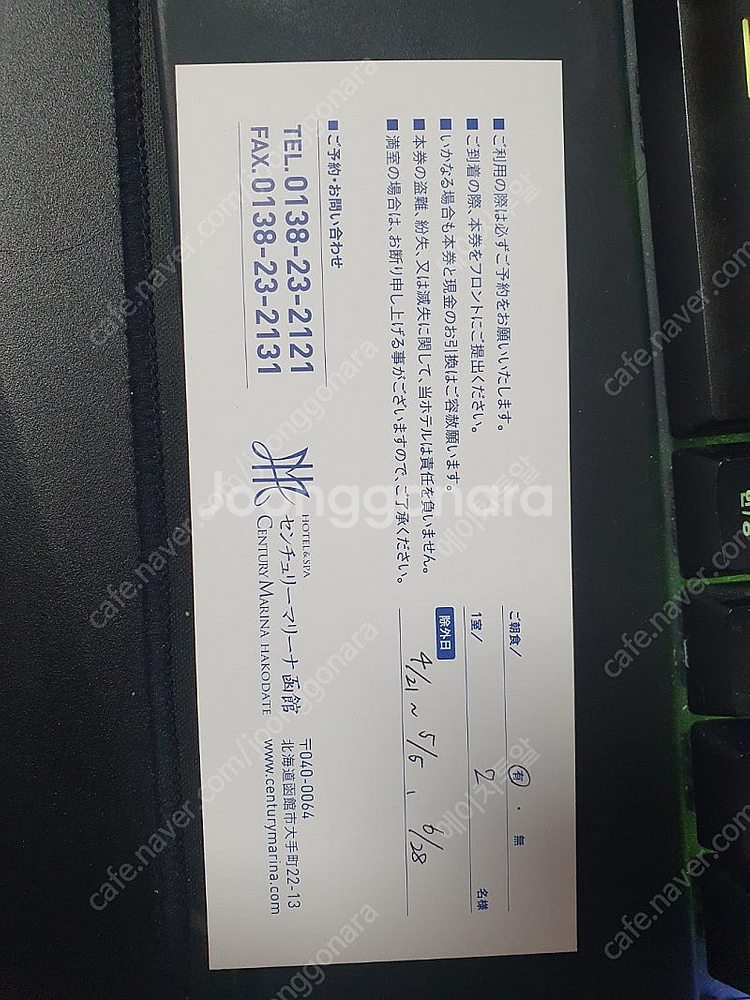 ■ご利用の際は必ずご予約をお願いいたします。
■ご到着の際、本券をフロントにご提出ください。
■いかなる場合も本券と現金のお引換はご容赦願います。
■本券の盗難、紛失、又は滅失に関して、当ホテルは責任を負いません。
■満室の場合は、お断り申し上げる事がございますので、ご了承ください。
ご朝食/ 有 ・ 無
1室/ 2 名様
除外日 4/21 ~ 5/5 、 6/28
■ご予約・お問い合わせ
TEL.0138-23-2121
FAX.0138-23-2131
HOTEL&SPA
センチュリーマリーナ 函館
CENTURY MARINA HAKODATE
〒040-0064
北海道函館市大手町22-13
www.centurymarina.com
Joonggonara
cafe.naver.com/joonggonara